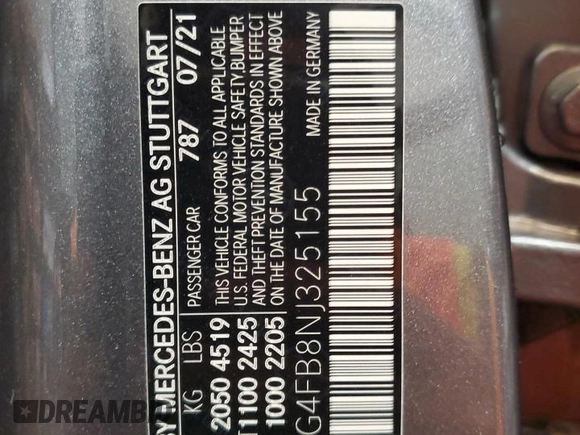 BY MERCEDES-BENZ AG STUTTGART
KG LBS PASSENGER CAR 787 07/21
2050 4519 THIS VEHICLE CONFORMS TO ALL APPLICABLE
1100 2425 U.S. FEDERAL MOTOR VEHICLE SAFETY,BUMPER
1000 2205 AND THEFT PREVENTION STANDARDS IN EFFECT
ON THE DATE OF MANUFACTURE SHOWN ABOVE
MADE IN GERMANY
G4FB8NJ325155
DREAMBID